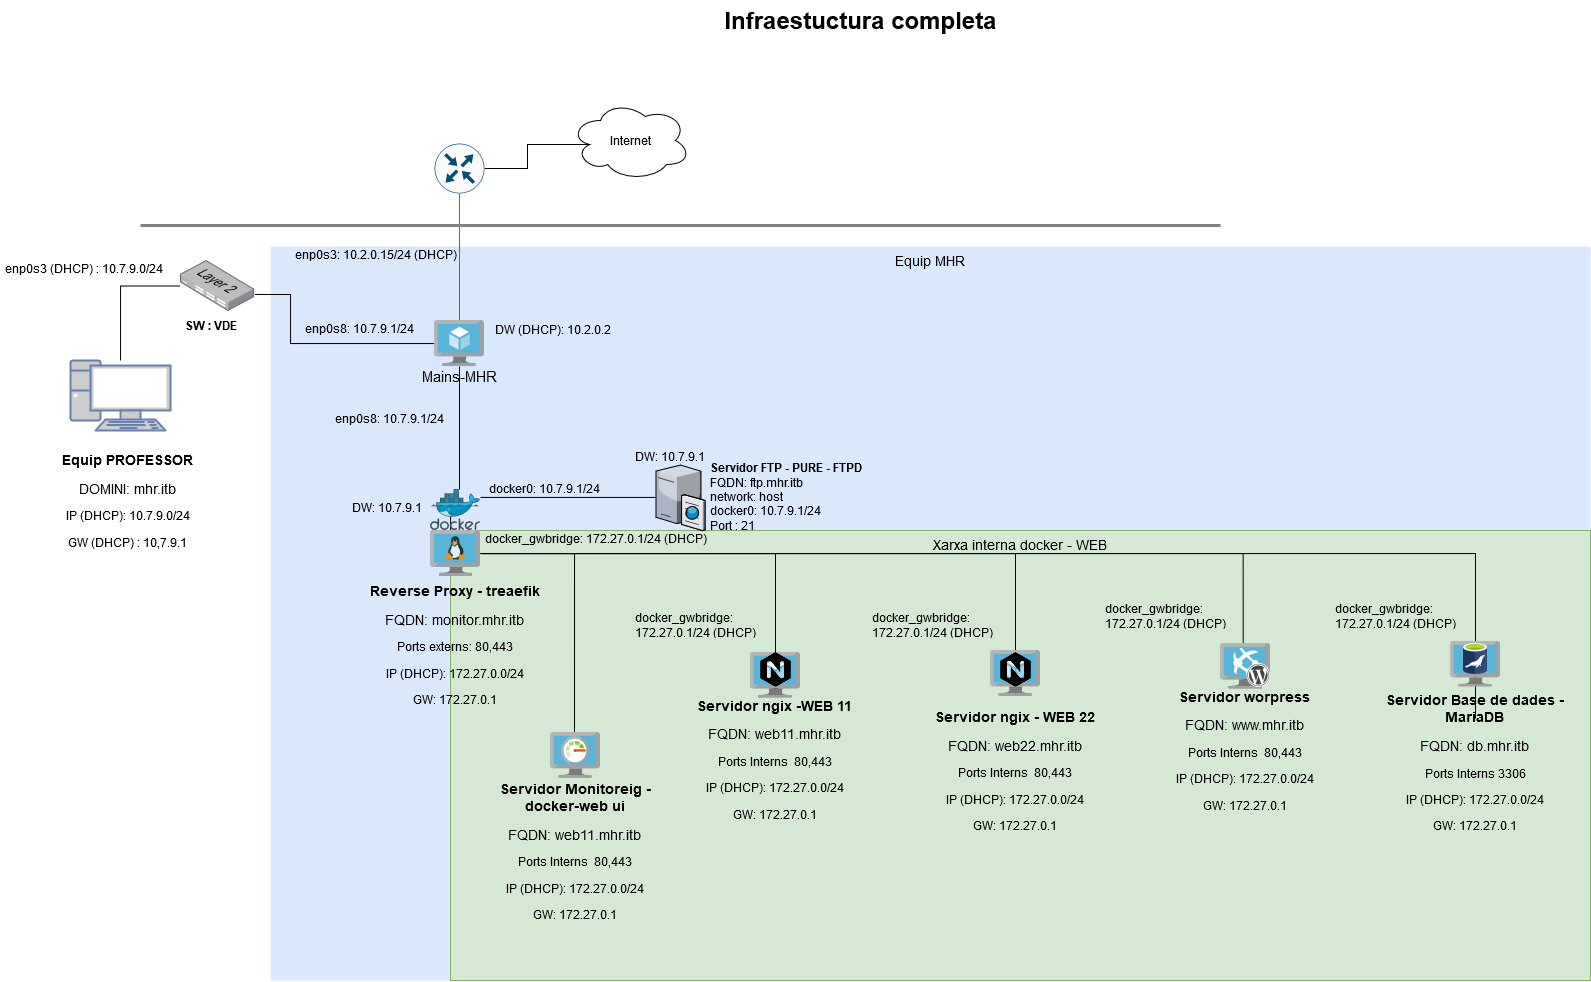 Infraestuctura completa
Internet
enp0s3: 10.2.0.15/24 (DHCP)
Equip MHR
enp0s3 (DHCP) : 10.7.9.0/24
Layer 2
SW : VDE
enp0s8: 10.7.9.1/24
DW (DHCP): 10.2.0.2
Mains-MHR
enp0s8: 10.7.9.1/24
Equip PROFESSOR
DOMINI: mhr.itb
IP (DHCP): 10.7.9.0/24
GW (DHCP) : 10,7.9.1
DW: 10.7.9.1
Servidor FTP - PURE - FTPD
FQDN: ftp.mhr.itb
network: host
docker0: 10.7.9.1/24
Port : 21
docker0: 10.7.9.1/24
DW: 10.7.9.1
docker
docker_gwbridge: 172.27.0.1/24 (DHCP)
Xarxa interna docker - WEB
Reverse Proxy - treaefik
FQDN: monitor.mhr.itb
Ports externs: 80,443
IP (DHCP): 172.27.0.0/24
GW: 172.27.0.1
docker_gwbridge:
172.27.0.1/24 (DHCP)
docker_gwbridge:
172.27.0.1/24 (DHCP)
docker_gwbridge:
172.27.0.1/24 (DHCP)
docker_gwbridge:
172.27.0.1/24 (DHCP)
N
N
W
Servidor Monitoreig -
docker-web ui
FQDN: web11.mhr.itb
Ports Interns  80,443
IP (DHCP): 172.27.0.0/24
GW: 172.27.0.1
Servidor ngix -WEB 11
FQDN: web11.mhr.itb
Ports Interns  80,443
IP (DHCP): 172.27.0.0/24
GW: 172.27.0.1
Servidor ngix - WEB 22
FQDN: web22.mhr.itb
Ports Interns  80,443
IP (DHCP): 172.27.0.0/24
GW: 172.27.0.1
Servidor worpress
FQDN: www.mhr.itb
Ports Interns  80,443
IP (DHCP): 172.27.0.0/24
GW: 172.27.0.1
Servidor Base de dades -
MariaDB
FQDN: db.mhr.itb
Ports Interns 3306
IP (DHCP): 172.27.0.0/24
GW: 172.27.0.1